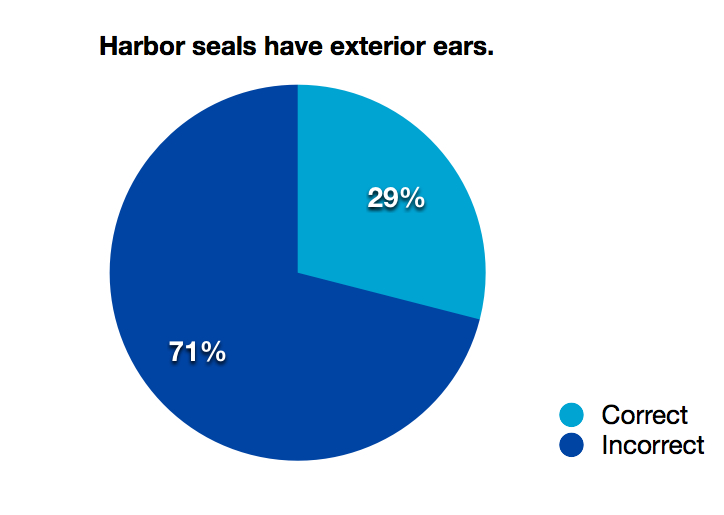 Harbor seals have exterior ears.
29%
71%
Correct
Incorrect